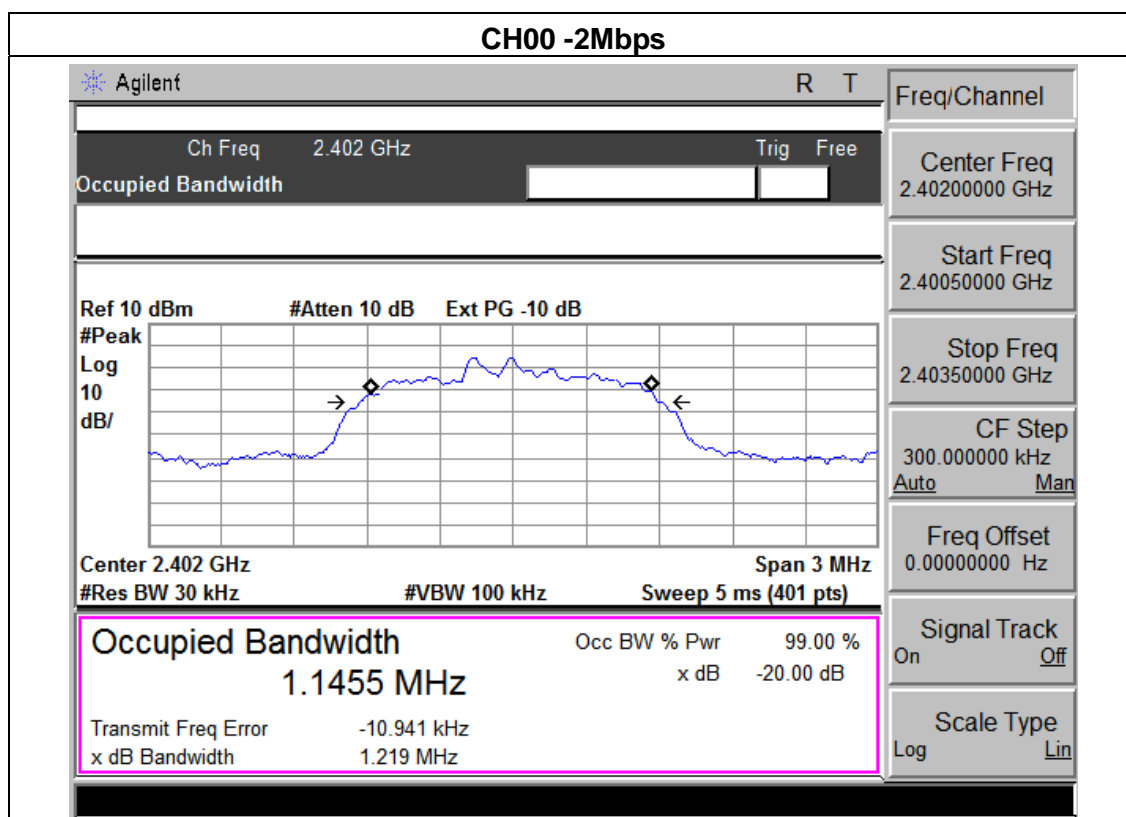 CH00 -2Mbps
Agilent R T
Ch Freq 2.402 GHz Trig Free
Occupied Bandwidth
Ref 10 dBm #Atten 10 dB Ext PG -10 dB
#Peak
Log
10
dB/
Center 2.402 GHz Span 3 MHz
#Res BW 30 kHz #VBW 100 kHz Sweep 5 ms (401 pts)
Occupied Bandwidth
1.1455 MHz
Occ BW % Pwr 99.00 %
x dB -20.00 dB
Transmit Freq Error -10.941 kHz
x dB Bandwidth 1.219 MHz
Freq/Channel
Center Freq
2.40200000 GHz
Start Freq
2.40050000 GHz
Stop Freq
2.40350000 GHz
CF Step
300.000000 kHz
Auto Man
Freq Offset
0.00000000 Hz
Signal Track
On Off
Scale Type
Log Lin